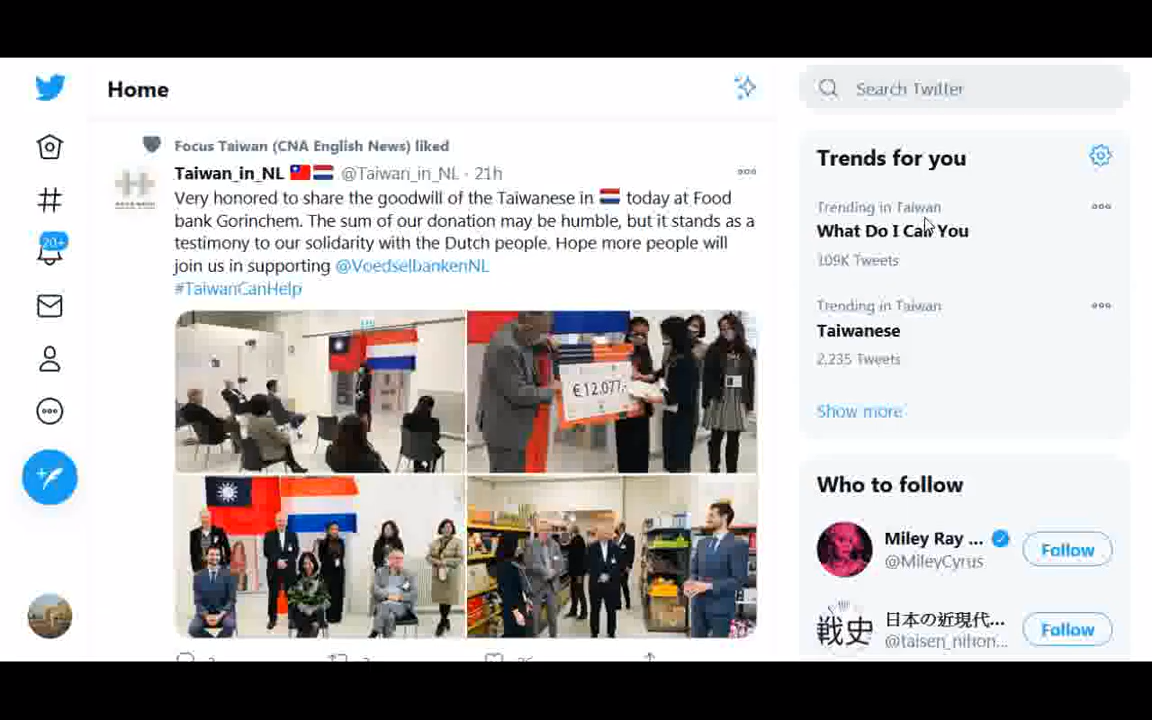 Home
Search Twitter
Focus Taiwan (CNA English News) liked
Taiwan_in_NL 🇹🇼🇳🇱 @Taiwan_in_NL · 21h
Very honored to share the goodwill of the Taiwanese in 🇳🇱 today at Food
bank Gorinchem. The sum of our donation may be humble, but it stands as a
testimony to our solidarity with the Dutch people. Hope more people will
join us in supporting @VoedselbankenNL
#TaiwanCanHelp
€12.077,-
20+
Trends for you
Trending in Taiwan
What Do I Call You
109K Tweets
Trending in Taiwan
Taiwanese
2,235 Tweets
Show more
Who to follow
Miley Ray ...
@MileyCyrus
Follow
日本の近現代...
@taisen_nihon...
Follow
戦史